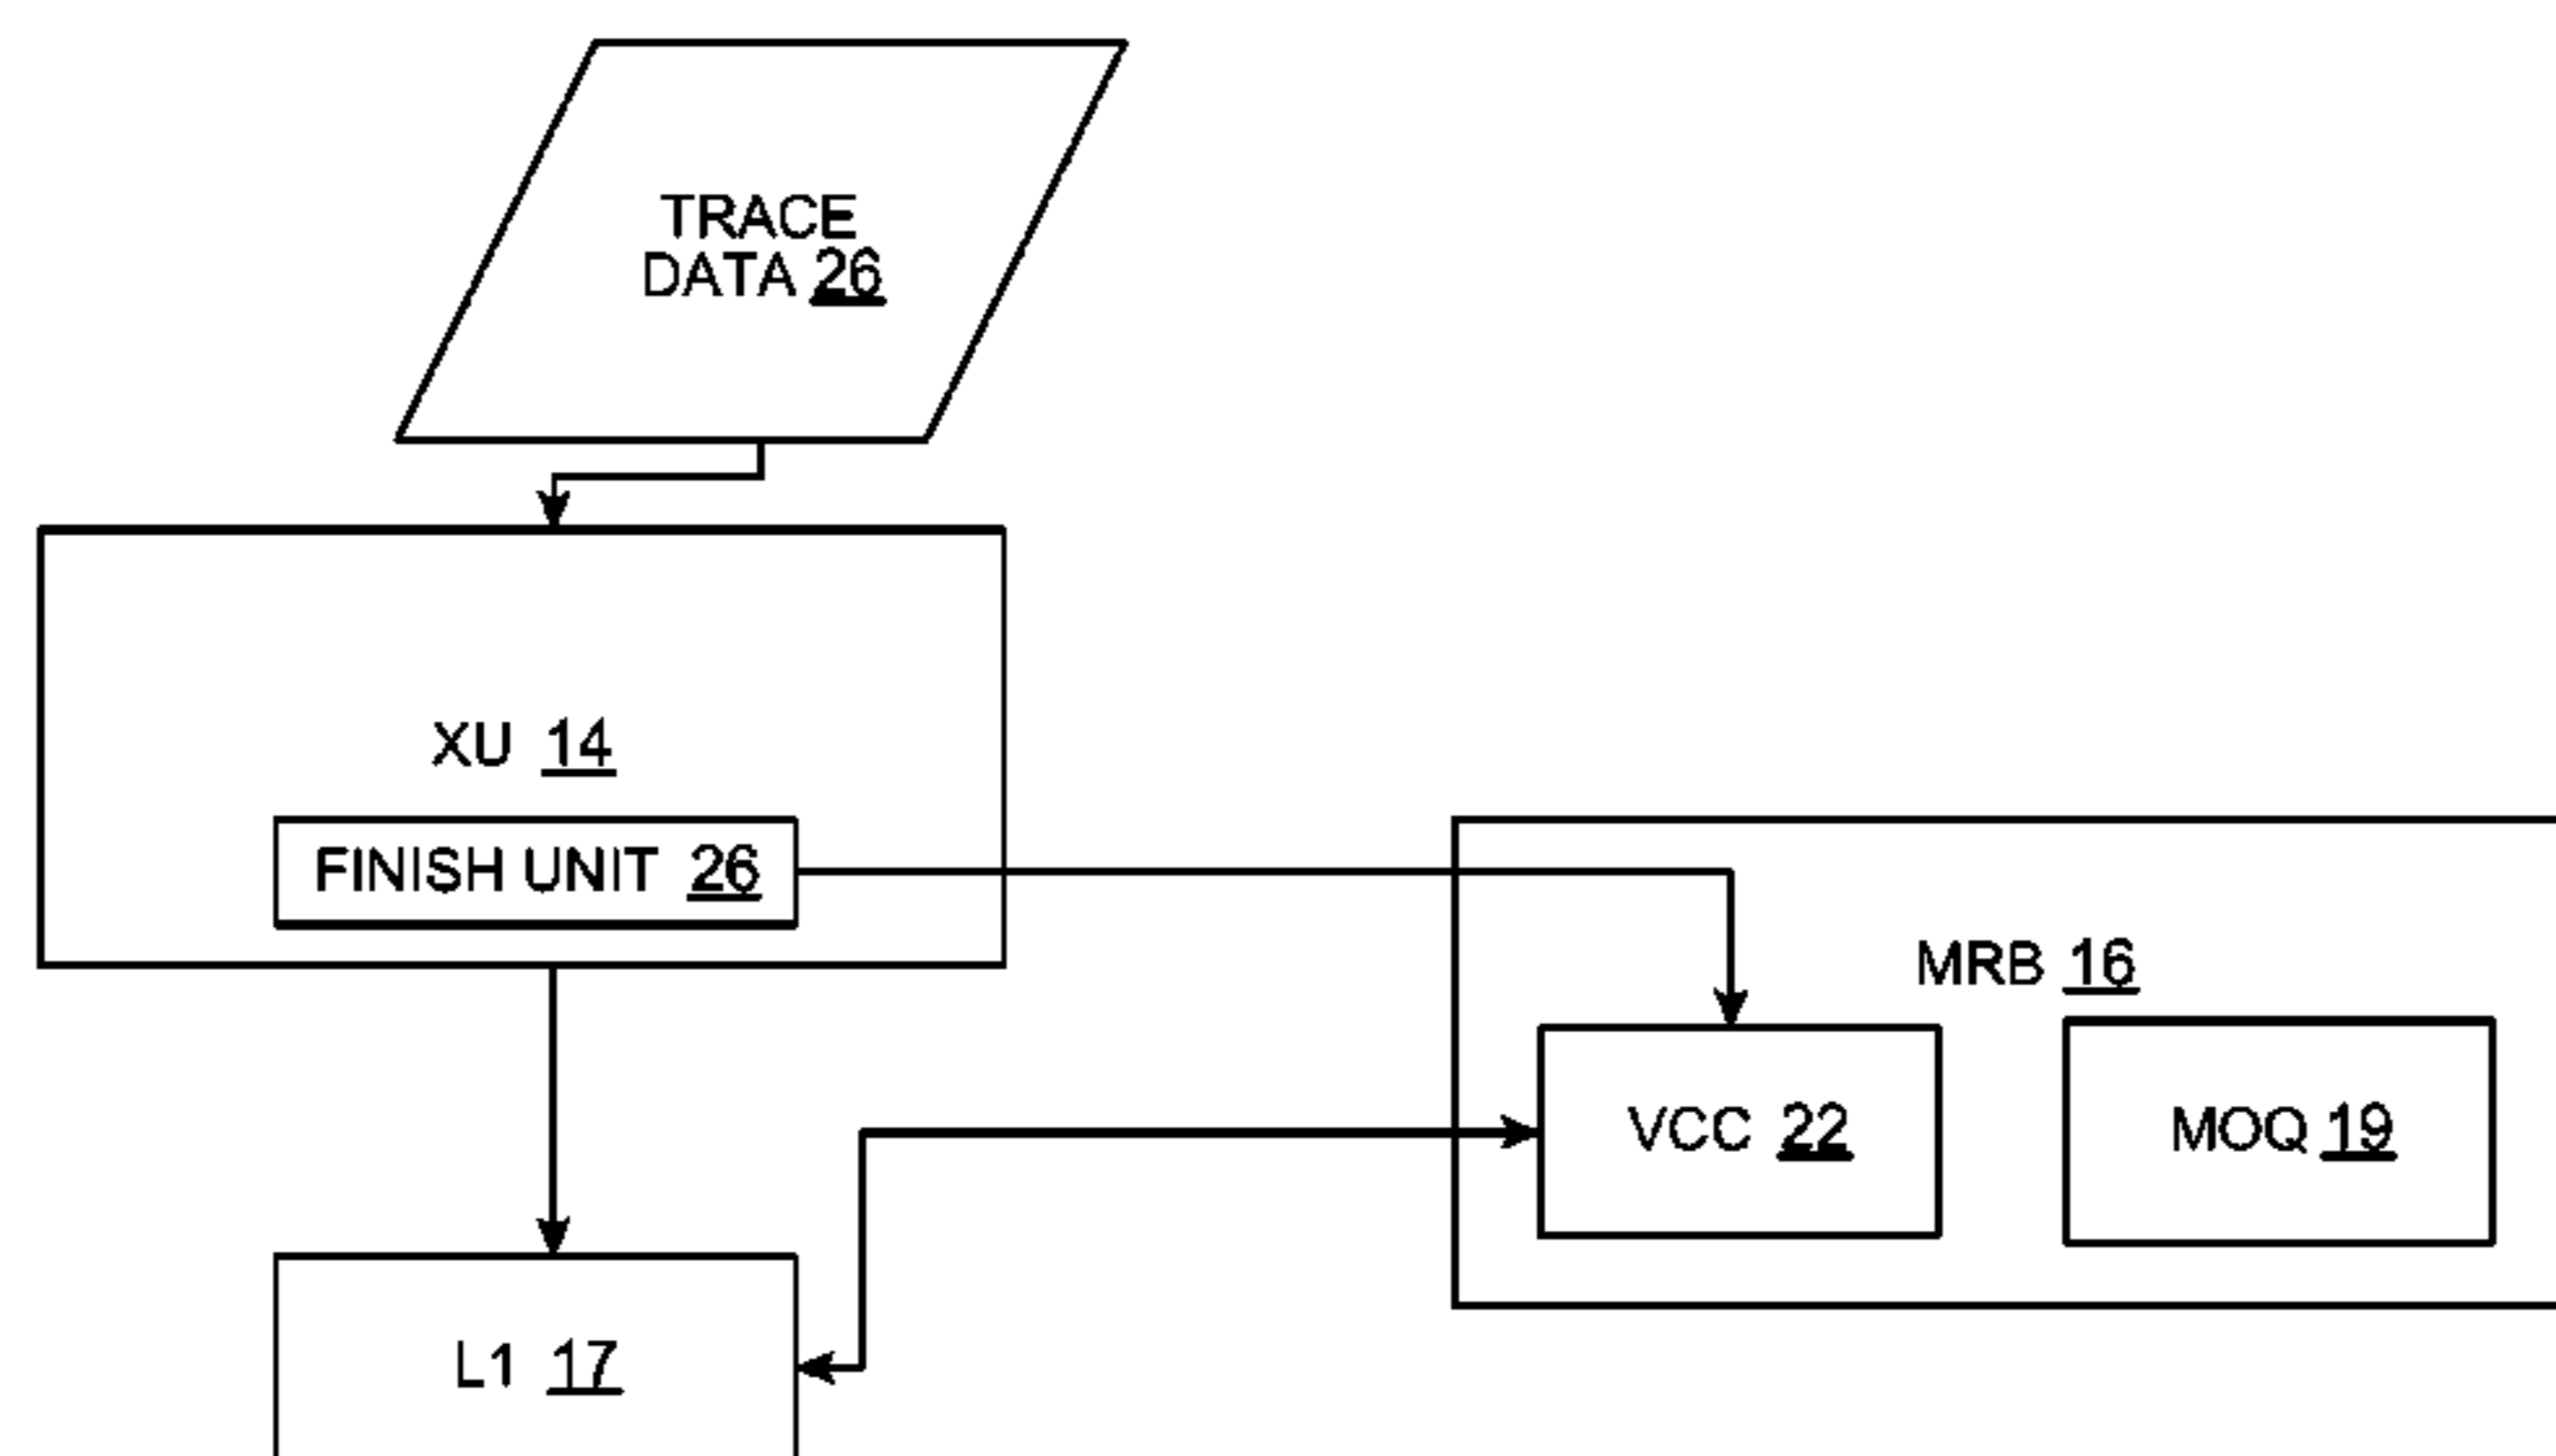 TRACE
DATA 26
XU 14
FINISH UNIT 26
MRB 16
VCC 22
MOQ 19
L1 17